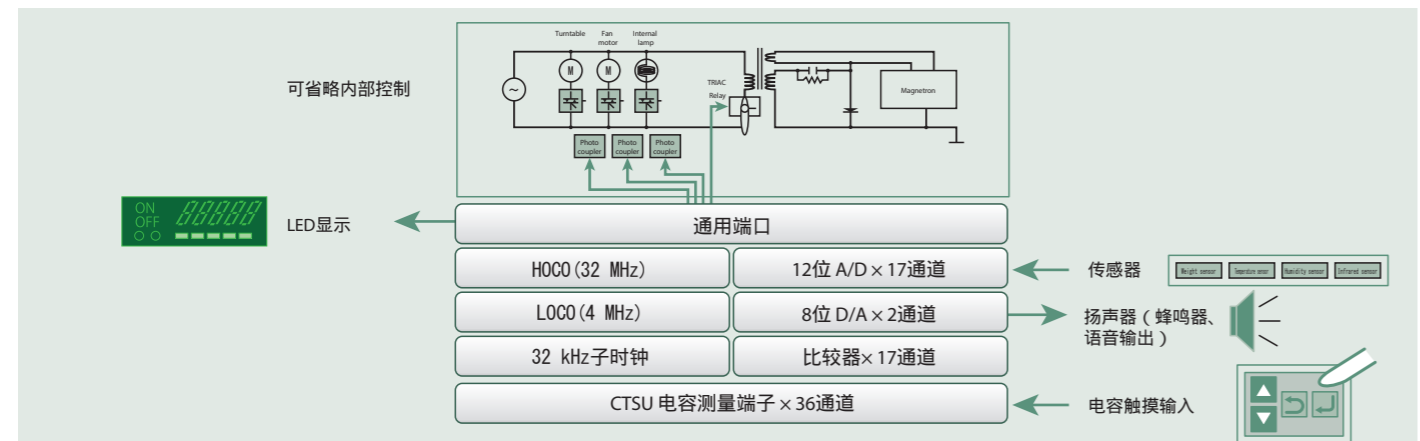 Turntable
Fan
motor
Internal
lamp
可省略内部控制
M
M
TRIAC
Relay
Magnetron
Photo
coupler
Photo
coupler
Photo
coupler
ON
OFF
88888
LED显示
通用端口
HOCO(32 MHz)
12位 A/D × 17通道
传感器
Weight sensor
Humidity sensor
Infrared sensor
LOCO(4 MHz)
8位 D/A × 2通道
扬声器（蜂鸣器、
语音输出）
32 kHz子时钟
比较器× 17通道
CTSU 电容测量端子 × 36通道
电容触摸输入